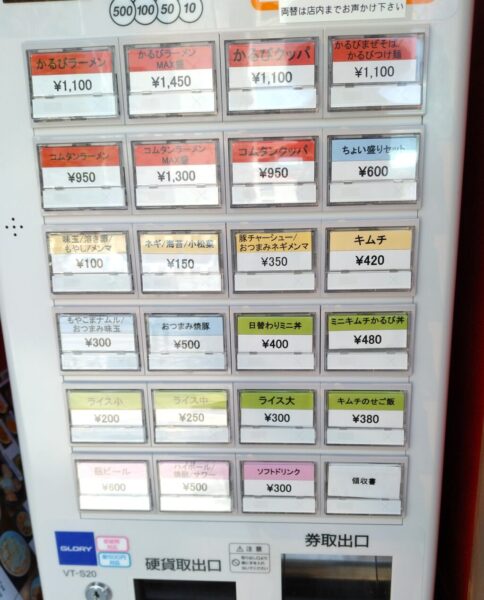 500 100 50 10
両替は店内までお声かけ下さい
かるびラーメン
¥1,100
かるびラーメン
MAX盛
¥1,450
かるびクッパ
¥1,100
かるびまぜそば/
かるびつけ麺
¥1,100
コムタンラーメン
¥950
コムタンラーメン
MAX盛
¥1,300
コムタンクッパ
¥950
ちょい盛りセット
¥600
味玉/溶き卵/
もやし/メンマ
¥100
ネギ/海苔/小松菜
¥150
豚チャーシュー/
おつまみネギメンマ
¥350
キムチ
¥420
もやごまナムル/
おつまみ味玉
¥300
おつまみ焼豚
¥500
日替わりミニ丼
¥400
ミニキムチかるび丼
¥480
ライス小
¥200
ライス中
¥250
ライス大
¥300
キムチのせご飯
¥380
瓶ビール
¥600
ハイボール/
焼酎/サワー
¥500
ソフトドリンク
¥300
領収書
GLORY
VT-S20
硬貨取出口
注意
券取出口